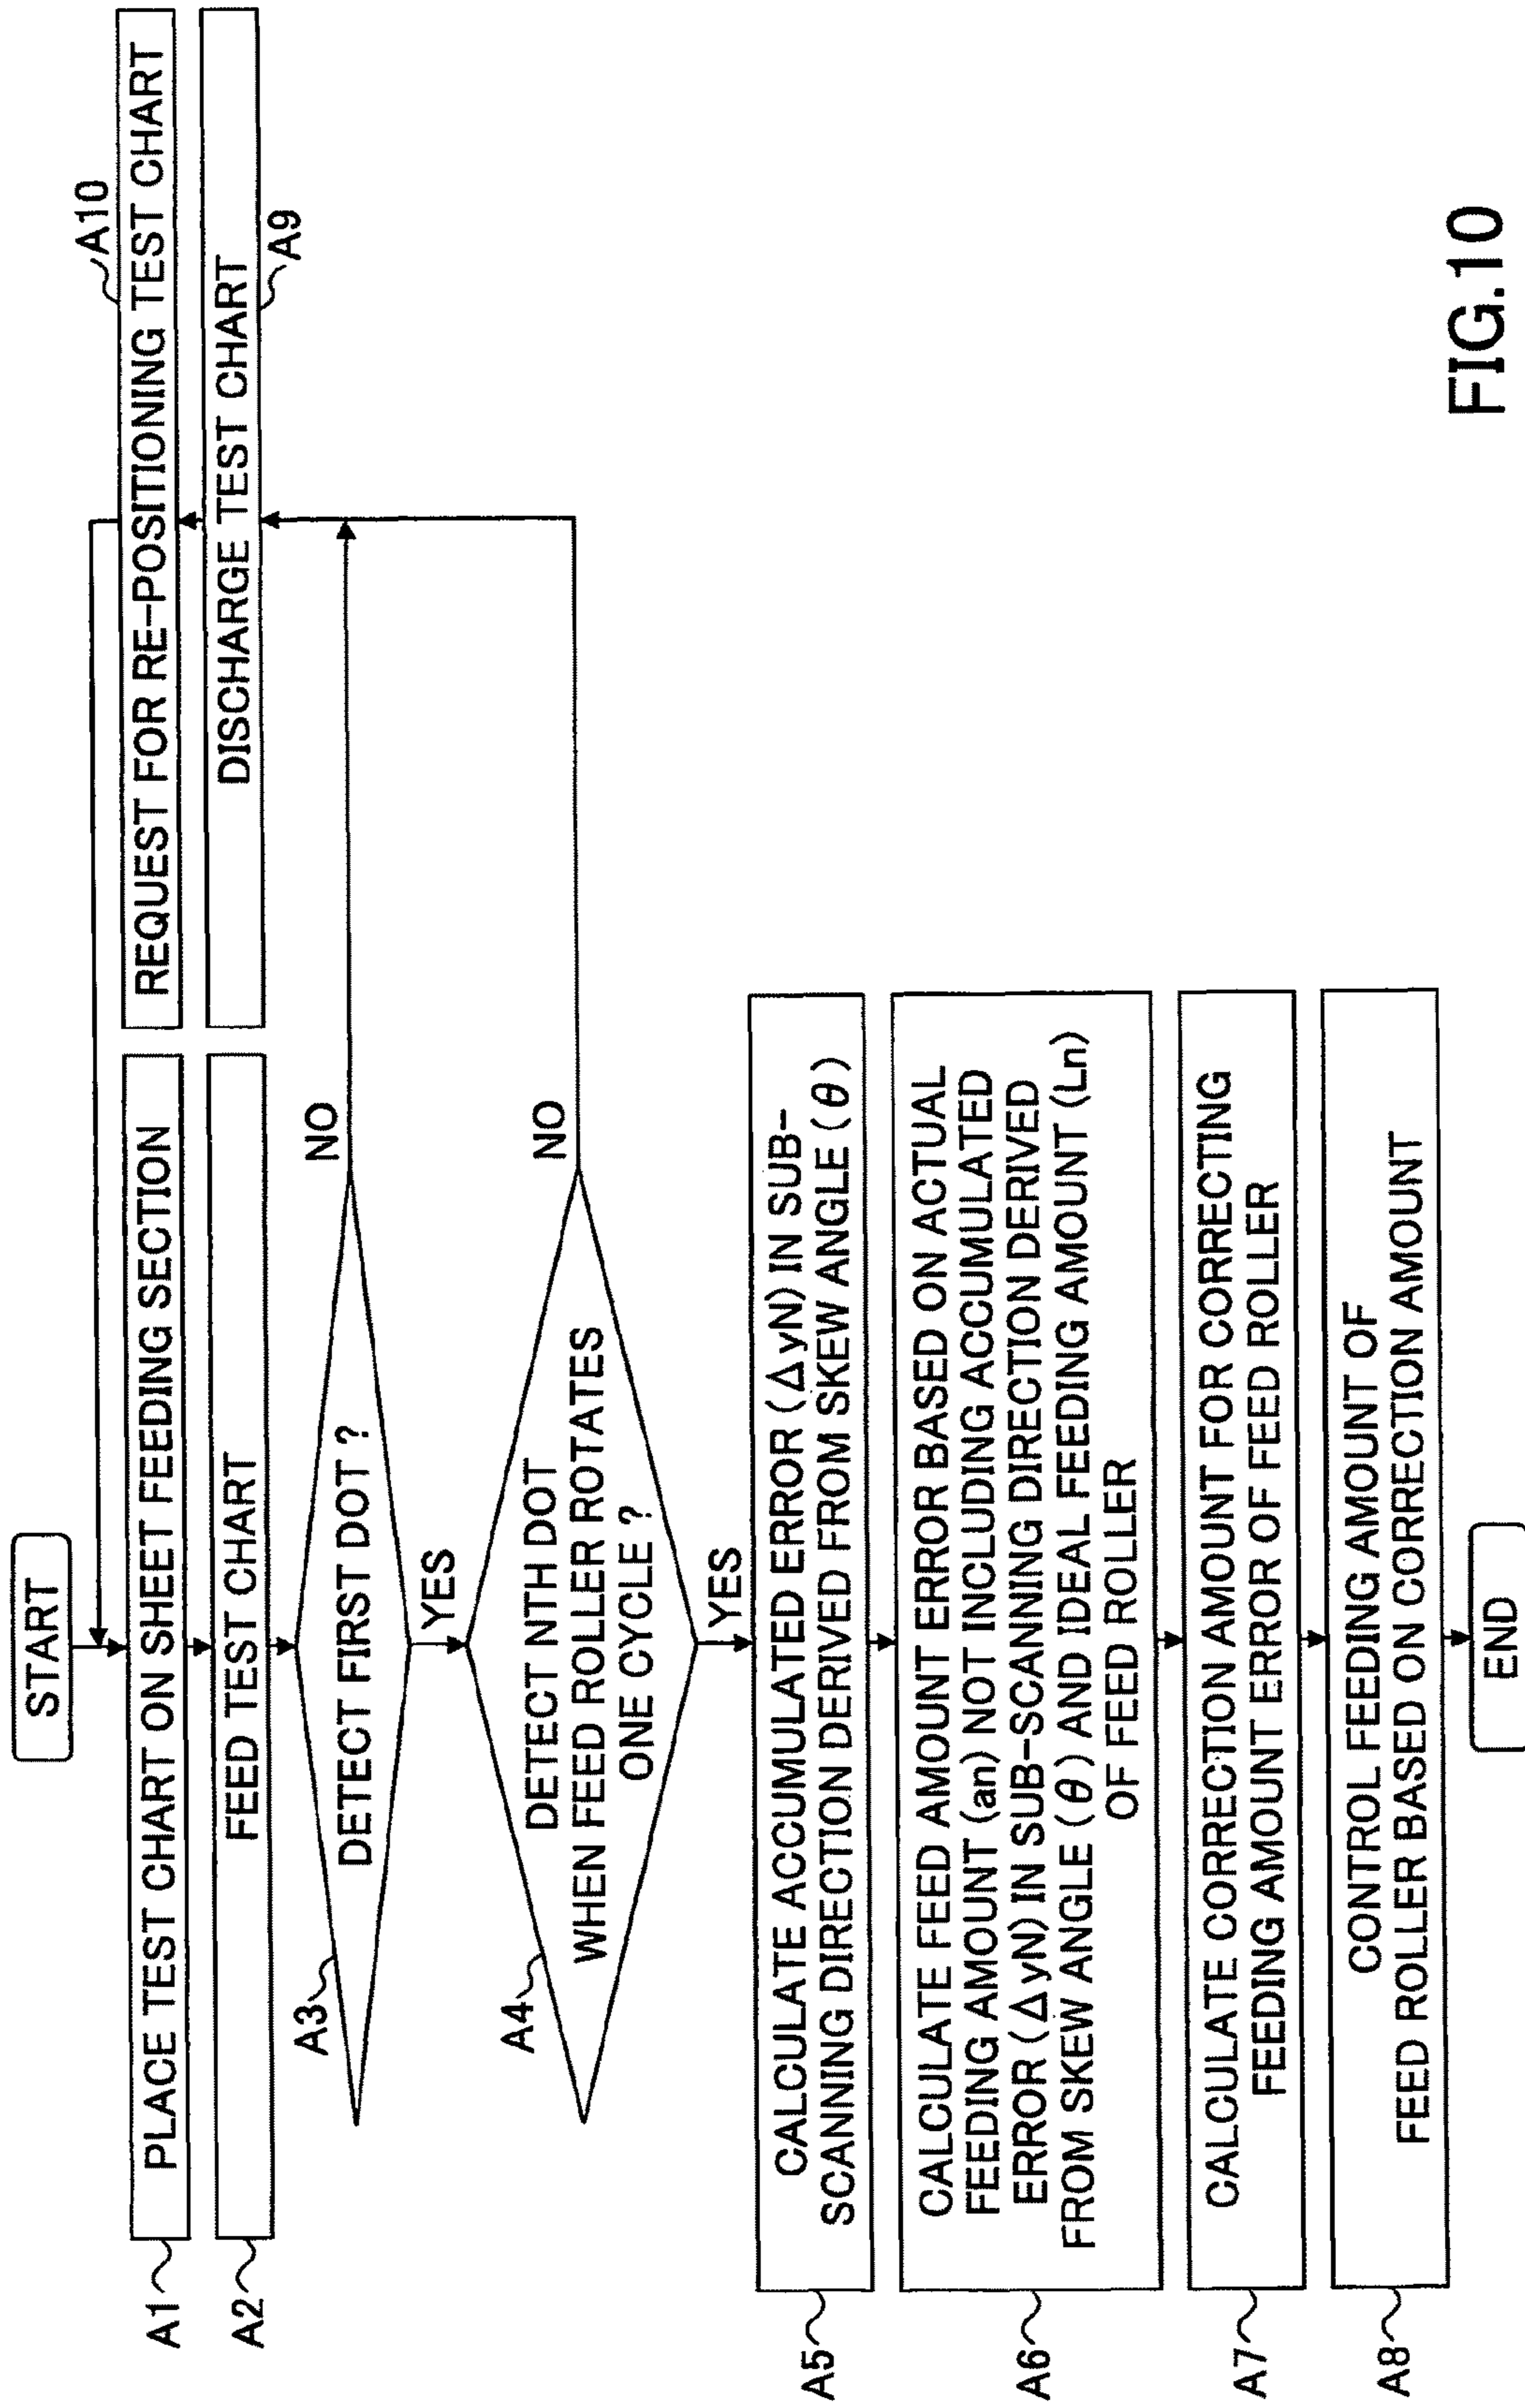 START
A1
PLACE TEST CHART ON SHEET FEEDING SECTION
A2
FEED TEST CHART
A3
DETECT FIRST DOT ?
NO
YES
A4
DETECT NTH DOT
WHEN FEED ROLLER ROTATES
ONE CYCLE ?
NO
YES
A5
CALCULATE ACCUMULATED ERROR (ΔyN) IN SUB-
SCANNING DIRECTION DERIVED FROM SKEW ANGLE (θ)
A6
CALCULATE FEED AMOUNT ERROR BASED ON ACTUAL
FEEDING AMOUNT (an) NOT INCLUDING ACCUMULATED
ERROR (ΔyN) IN SUB-SCANNING DIRECTION DERIVED
FROM SKEW ANGLE (θ) AND IDEAL FEEDING AMOUNT (Ln)
OF FEED ROLLER
A7
CALCULATE CORRECTION AMOUNT FOR CORRECTING
FEEDING AMOUNT ERROR OF FEED ROLLER
A8
CONTROL FEEDING AMOUNT OF
FEED ROLLER BASED ON CORRECTION AMOUNT
END
A10
REQUEST FOR RE-POSITIONING TEST CHART
DISCHARGE TEST CHART
A9
FIG.10